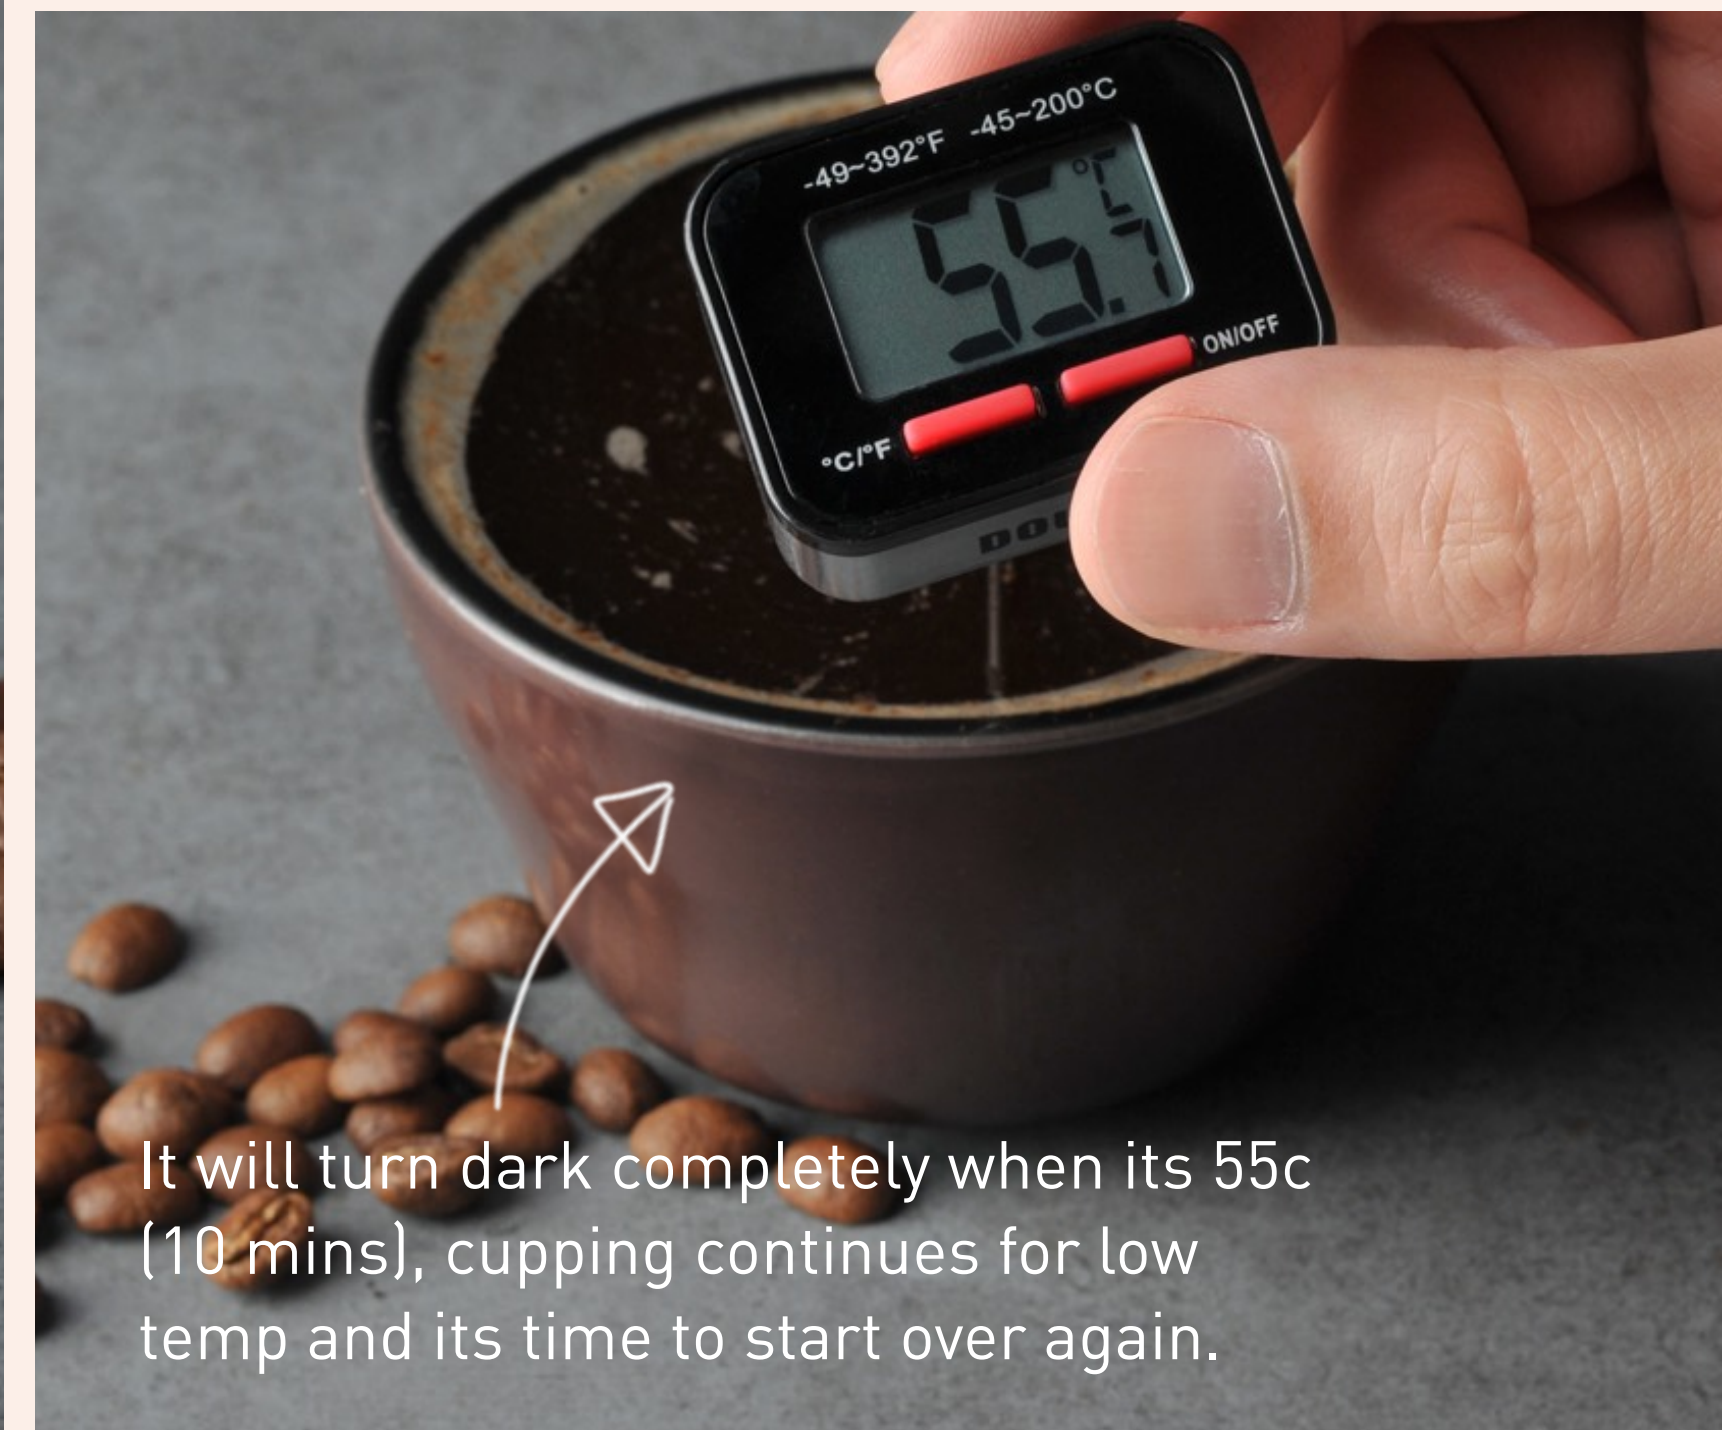 -49~392°F -45~200°C
°C
55.1
ON/OFF
°C/°F
It will turn dark completely when its 55c
(10 mins), cupping continues for low
temp and its time to start over again.